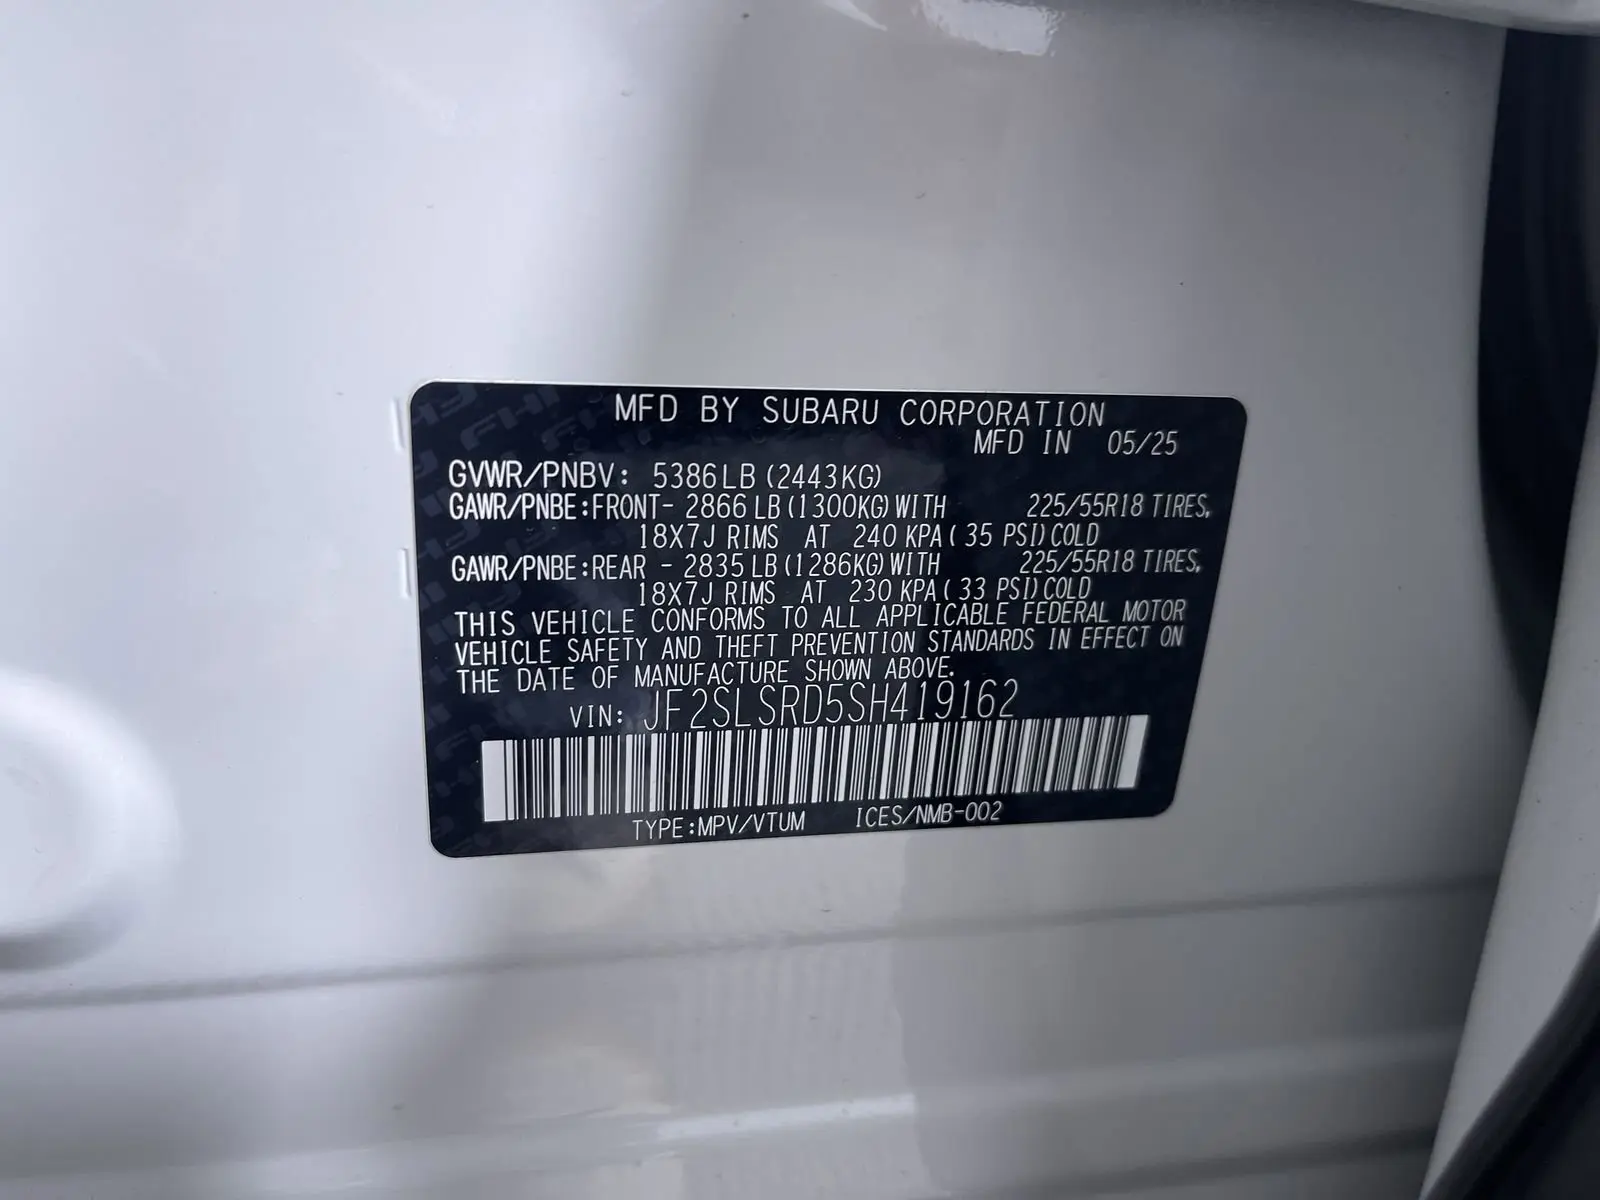 MFD BY SUBARU CORPORATION
MFD IN 05/25
GVWR/PNBV: 5386LB (2443KG)
GAWR/PNBE:FRONT- 2866 LB (1300KG) WITH 225/55R18 TIRES,
18X7J RIMS AT 240 KPA ( 35 PSI) COLD
GAWR/PNBE:REAR - 2835 LB (1286KG) WITH 225/55R18 TIRES,
18X7J RIMS AT 230 KPA ( 33 PSI) COLD
THIS VEHICLE CONFORMS TO ALL APPLICABLE FEDERAL MOTOR
VEHICLE SAFETY AND THEFT PREVENTION STANDARDS IN EFFECT ON
THE DATE OF MANUFACTURE SHOWN ABOVE.
VIN: JF2SLSRD5SH419162
TYPE:MPV/VTUM ICES/NMB-002